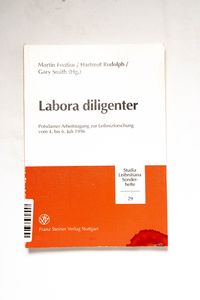 Martin Fontius / Hartmut Rudolph /
Gary Smith (Hg.)
Labora diligenter
Potsdamer Arbeitstagung zur Leibnizforschung
vom 4. bis 6. Juli 1996
Studia
Leibnitiana
Sonder-
hefte
29
Franz Steiner Verlag Stuttgart